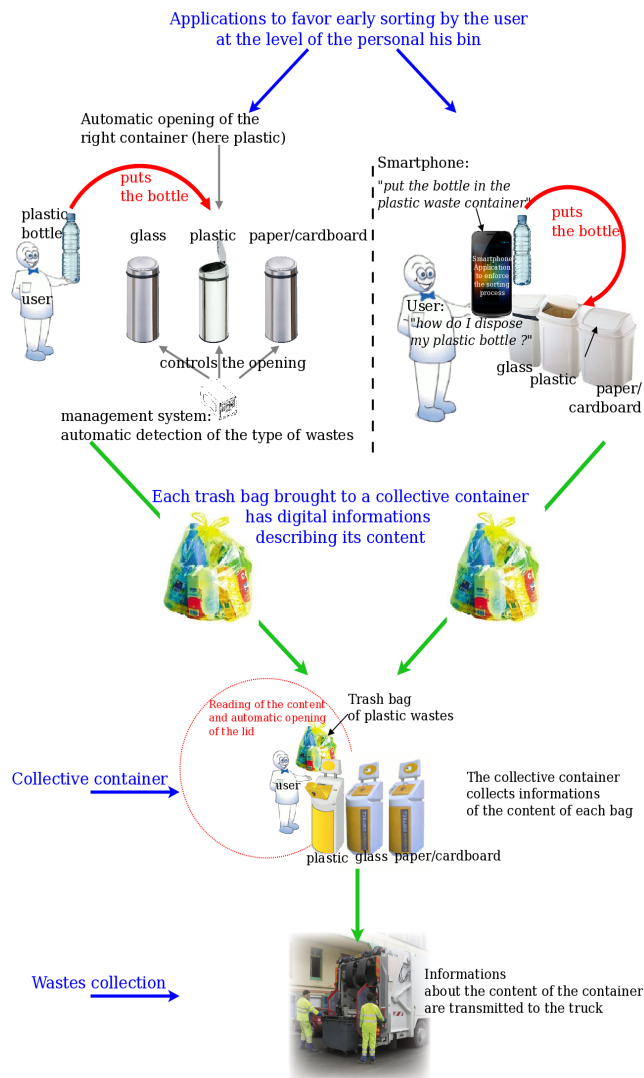 Applications to favor early sorting by the user
at the level of the personal his bin
Automatic opening of the
right container (here plastic)
puts
the bottle
plastic
bottle
user
glass
plastic
paper/cardboard
controls the opening
management system:
automatic detection of the type of wastes
Smartphone:
"put the bottle in the
plastic waste container"
puts
the bottle
Smartphone
Application
to enforce
the sorting
process
User:
"how do I dispose
my plastic bottle ?"
glass
plastic
paper/
cardboard
Each trash bag brought to a collective container
has digital informations
describing its content
Reading of the content
and automatic opening
of the lid
Trash bag
of plastic wastes
Collective container
user
plastic
glass
paper/cardboard
The collective container
collects informations
of the content of each bag
Wastes collection
Informations
about the content of the container
are transmitted to the truck